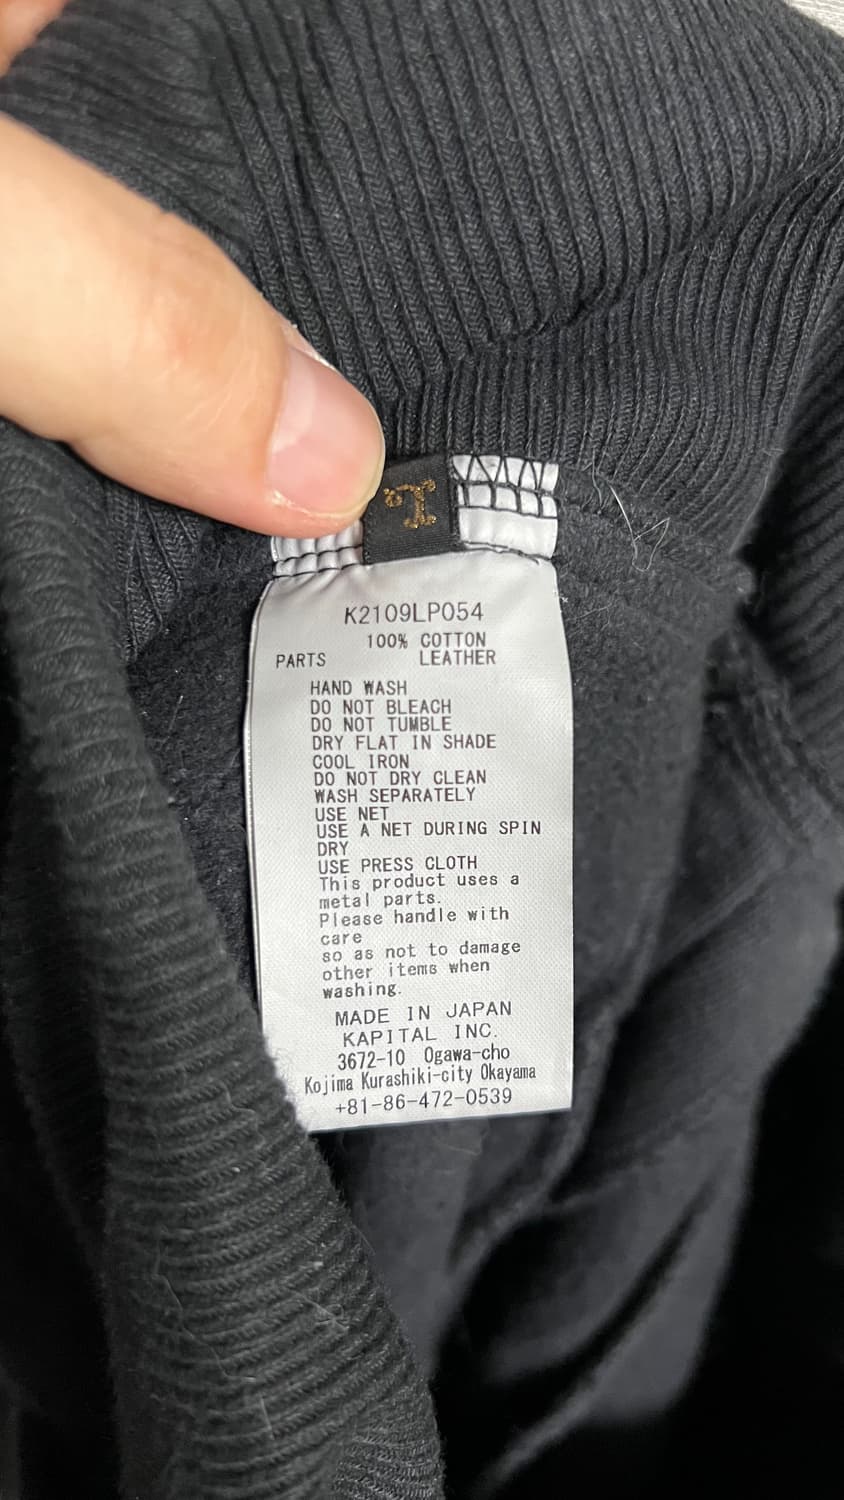 K2109LP054
100% COTTON
PARTS LEATHER
HAND WASH
DO NOT BLEACH
DO NOT TUMBLE
DRY FLAT IN SHADE
COOL IRON
DO NOT DRY CLEAN
WASH SEPARATELY
USE NET
USE A NET DURING SPIN
DRY
USE PRESS CLOTH
This product uses a
metal parts.
Please handle with
care
so as not to damage
other items when
washing.
MADE IN JAPAN
KAPITAL INC.
3672-10 Ogawa-cho
Kojima Kurashiki-city Okayama
+81-86-472-0539